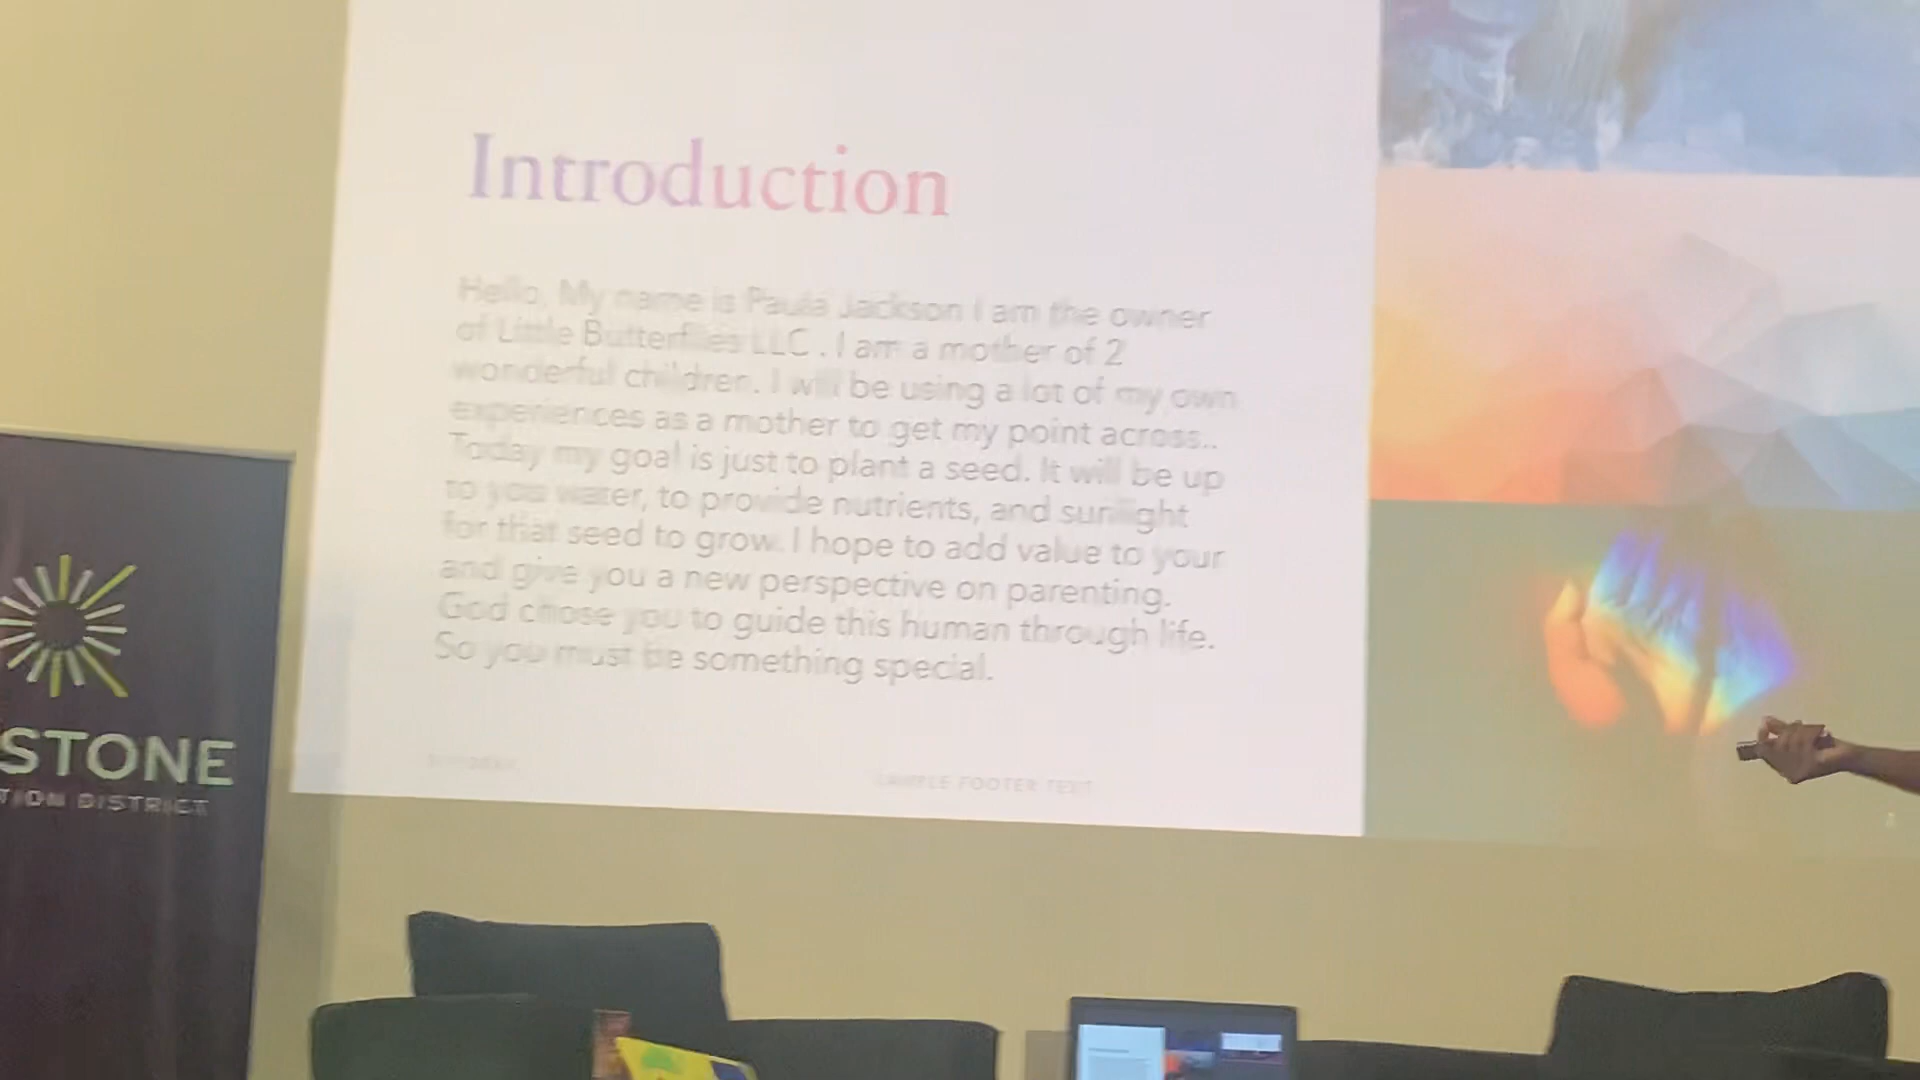 Introduction
Hello, My name is Paula Jackson I am the owner
of Little Butterflies LLC . I am a mother of 2
wonderful children. I will be using a lot of my own
experiences as a mother to get my point across..
Today my goal is just to plant a seed. It will be up
to you water, to provide nutrients, and sunlight
for that seed to grow. I hope to add value to your
and give you a new perspective on parenting.
God chose you to guide this human through life.
So you must be something special.
SAMPLE FOOTER TEXT
STONE
TION DISTRICT